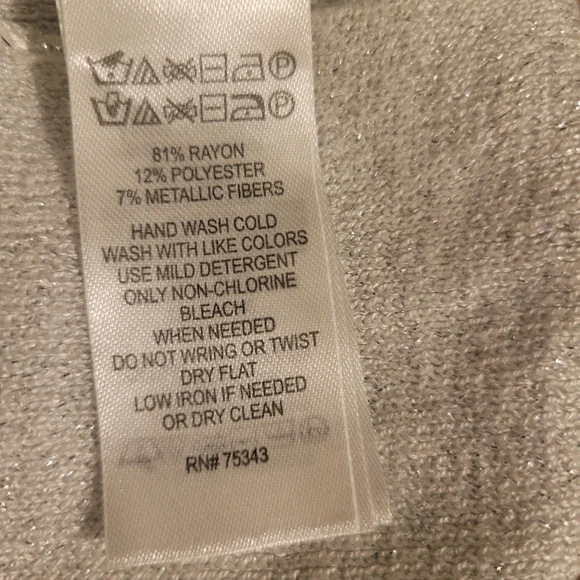 81% RAYON
12% POLYESTER
7% METALLIC FIBERS
HAND WASH COLD
WASH WITH LIKE COLORS
USE MILD DETERGENT
ONLY NON-CHLORINE
BLEACH
WHEN NEEDED
DO NOT WRING OR TWIST
DRY FLAT
LOW IRON IF NEEDED
OR DRY CLEAN
RN# 75343